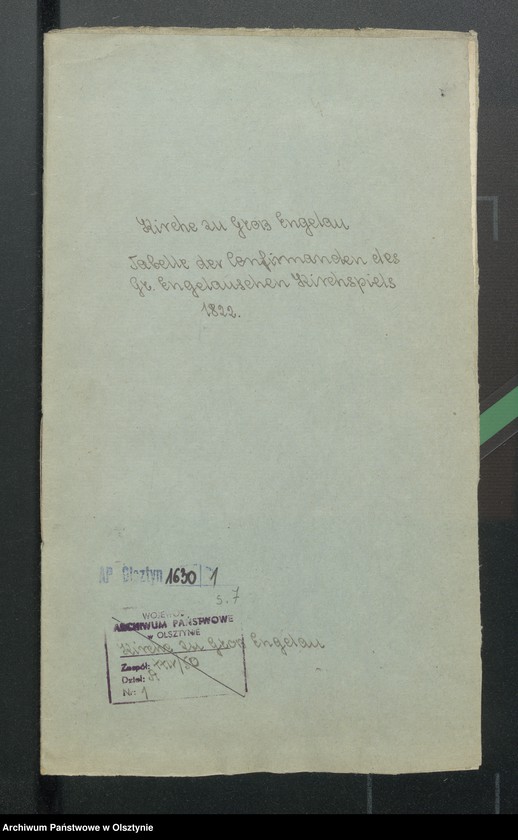 Kirche zu Gross Engelau
Tabelle der Confirmanden des
Gr. Engelauschen Kirchspiels
1822.
AP Olsztyn 1630 1
s. 7
ARCHIWUM PAŃSTWOWE
w OLSZTYNIE
Kirche zu Gross Engelau
Zespół:
Dział:
Nr: 1
Archiwum Państwowe w Olsztynie